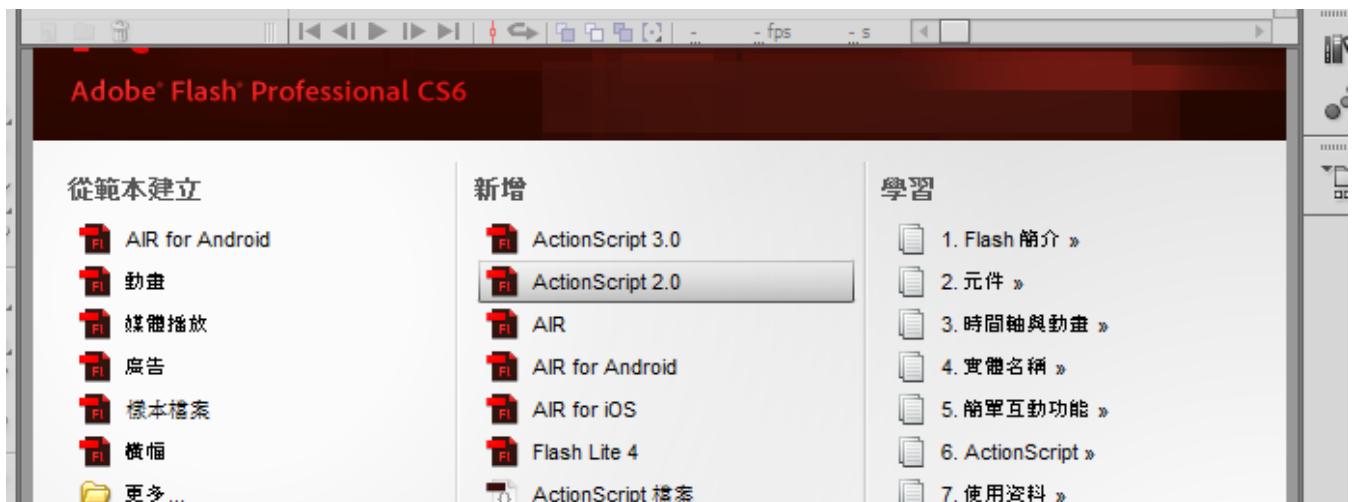 fps
s
Adobe® Flash® Professional CS6
從範本建立
AIR for Android
動畫
媒體播放
廣告
樣本檔案
橫幅
更多...
新增
ActionScript 3.0
ActionScript 2.0
AIR
AIR for Android
AIR for iOS
Flash Lite 4
ActionScript 檔案
學習
1. Flash 簡介 »
2. 元件 »
3. 時間軸與動畫 »
4. 實體名稱 »
5. 簡單互動功能 »
6. ActionScript »
7. 使用資料 »